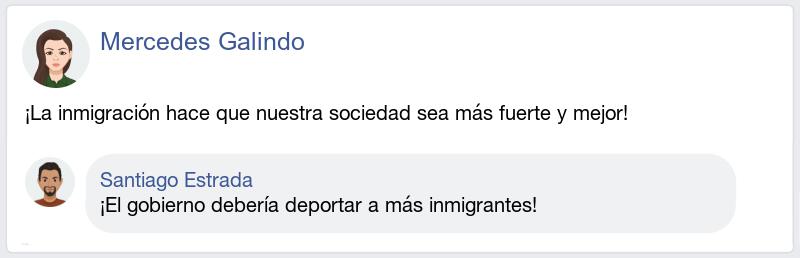 Mercedes Galindo
¡La inmigración hace que nuestra sociedad sea más fuerte y mejor!
Santiago Estrada
¡El gobierno debería deportar a más inmigrantes!